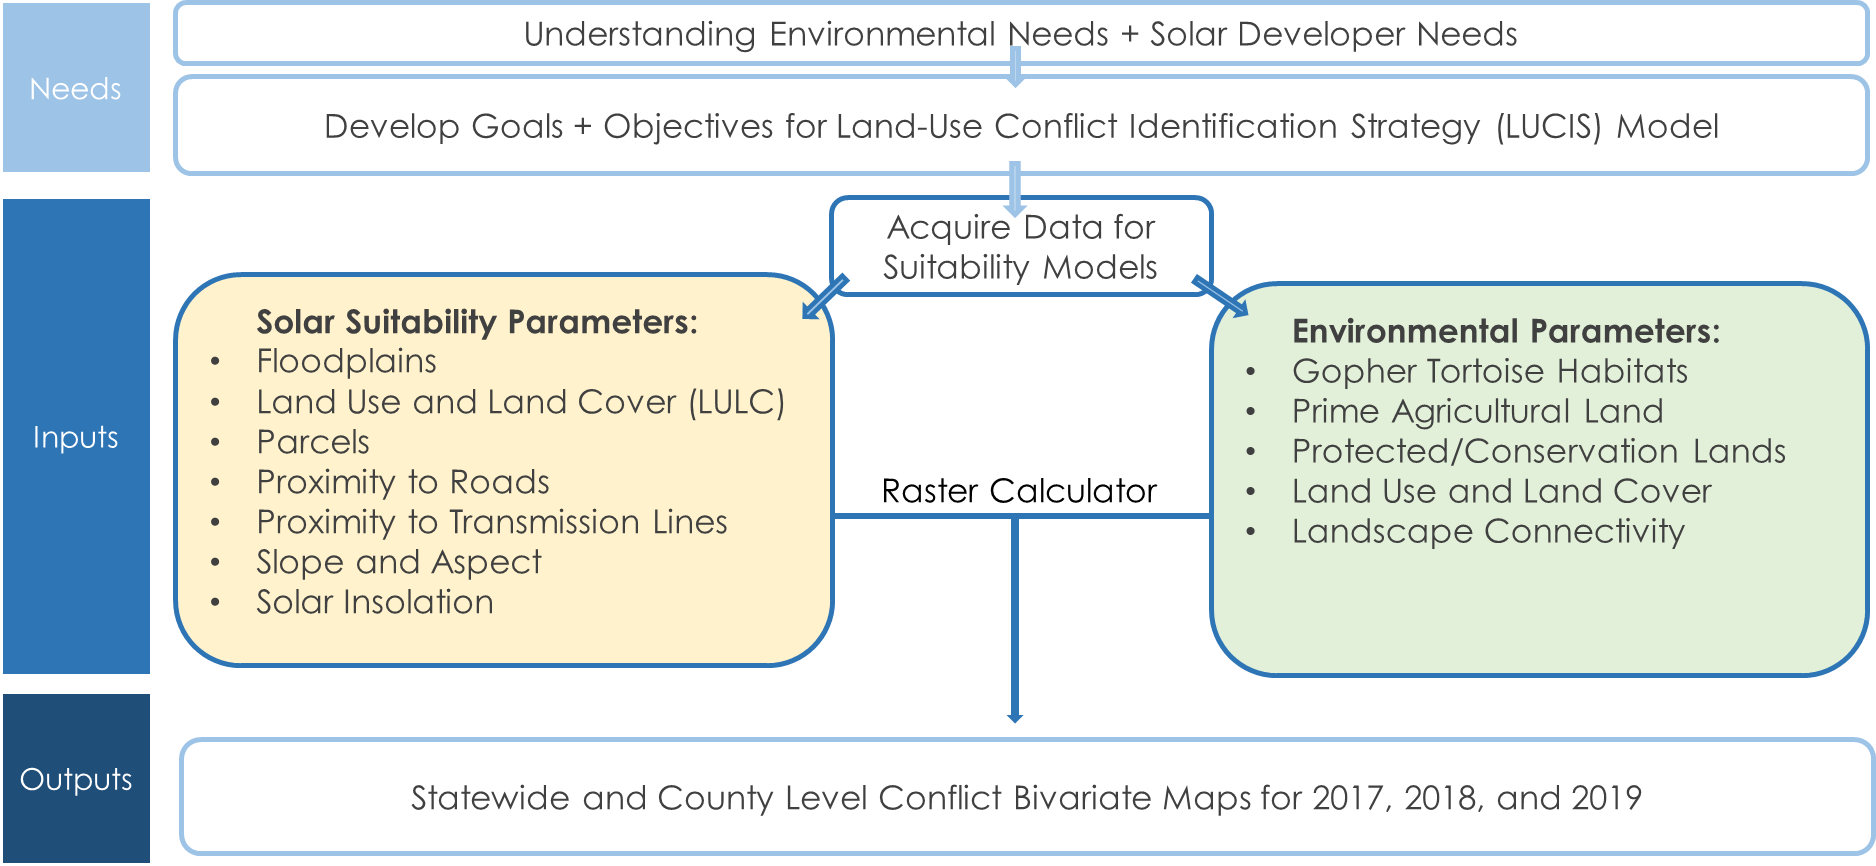 Needs
Understanding Environmental Needs + Solar Developer Needs
Develop Goals + Objectives for Land-Use Conflict Identification Strategy (LUCIS) Model
Inputs
Acquire Data for
Suitability Models
Solar Suitability Parameters:
• Floodplains
• Land Use and Land Cover (LULC)
• Parcels
• Proximity to Roads
• Proximity to Transmission Lines
• Slope and Aspect
• Solar Insolation
Raster Calculator
Environmental Parameters:
• Gopher Tortoise Habitats
• Prime Agricultural Land
• Protected/Conservation Lands
• Land Use and Land Cover
• Landscape Connectivity
Outputs
Statewide and County Level Conflict Bivariate Maps for 2017, 2018, and 2019